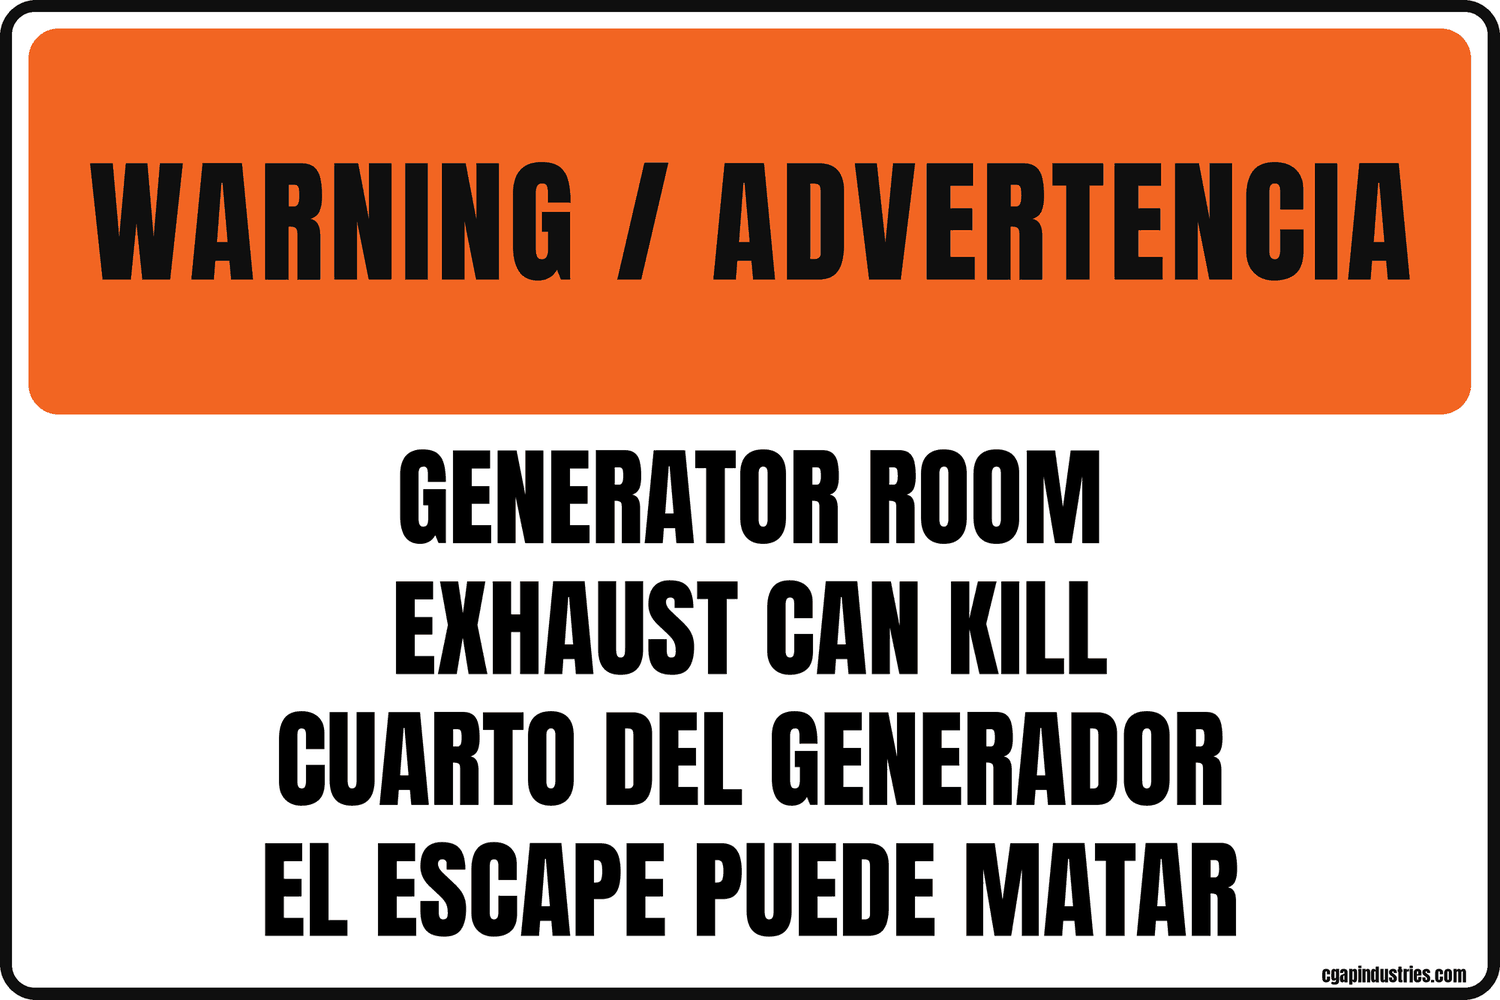 WARNING / ADVERTENCIA
GENERATOR ROOM
EXHAUST CAN KILL
CUARTO DEL GENERADOR
EL ESCAPE PUEDE MATAR
cgapindustries.com